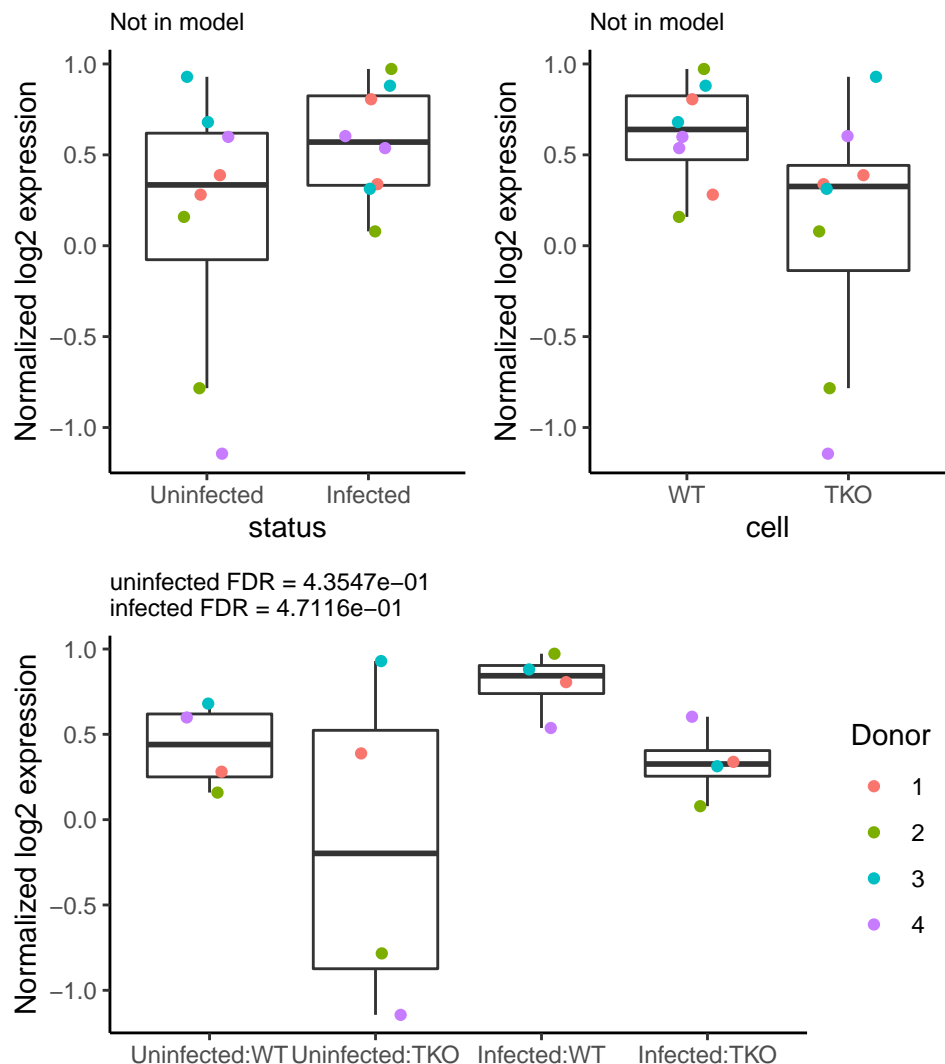 Not in model
Normalized log2 expression
1.0
0.5
0.0
−0.5
−1.0
Uninfected Infected
status
Not in model
Normalized log2 expression
1.0
0.5
0.0
−0.5
−1.0
WT TKO
cell
uninfected FDR = 4.3547e−01
infected FDR = 4.7116e−01
Normalized log2 expression
1.0
0.5
0.0
−0.5
−1.0
Uninfected:WT Uninfected:TKO Infected:WT Infected:TKO
Donor
1
2
3
4